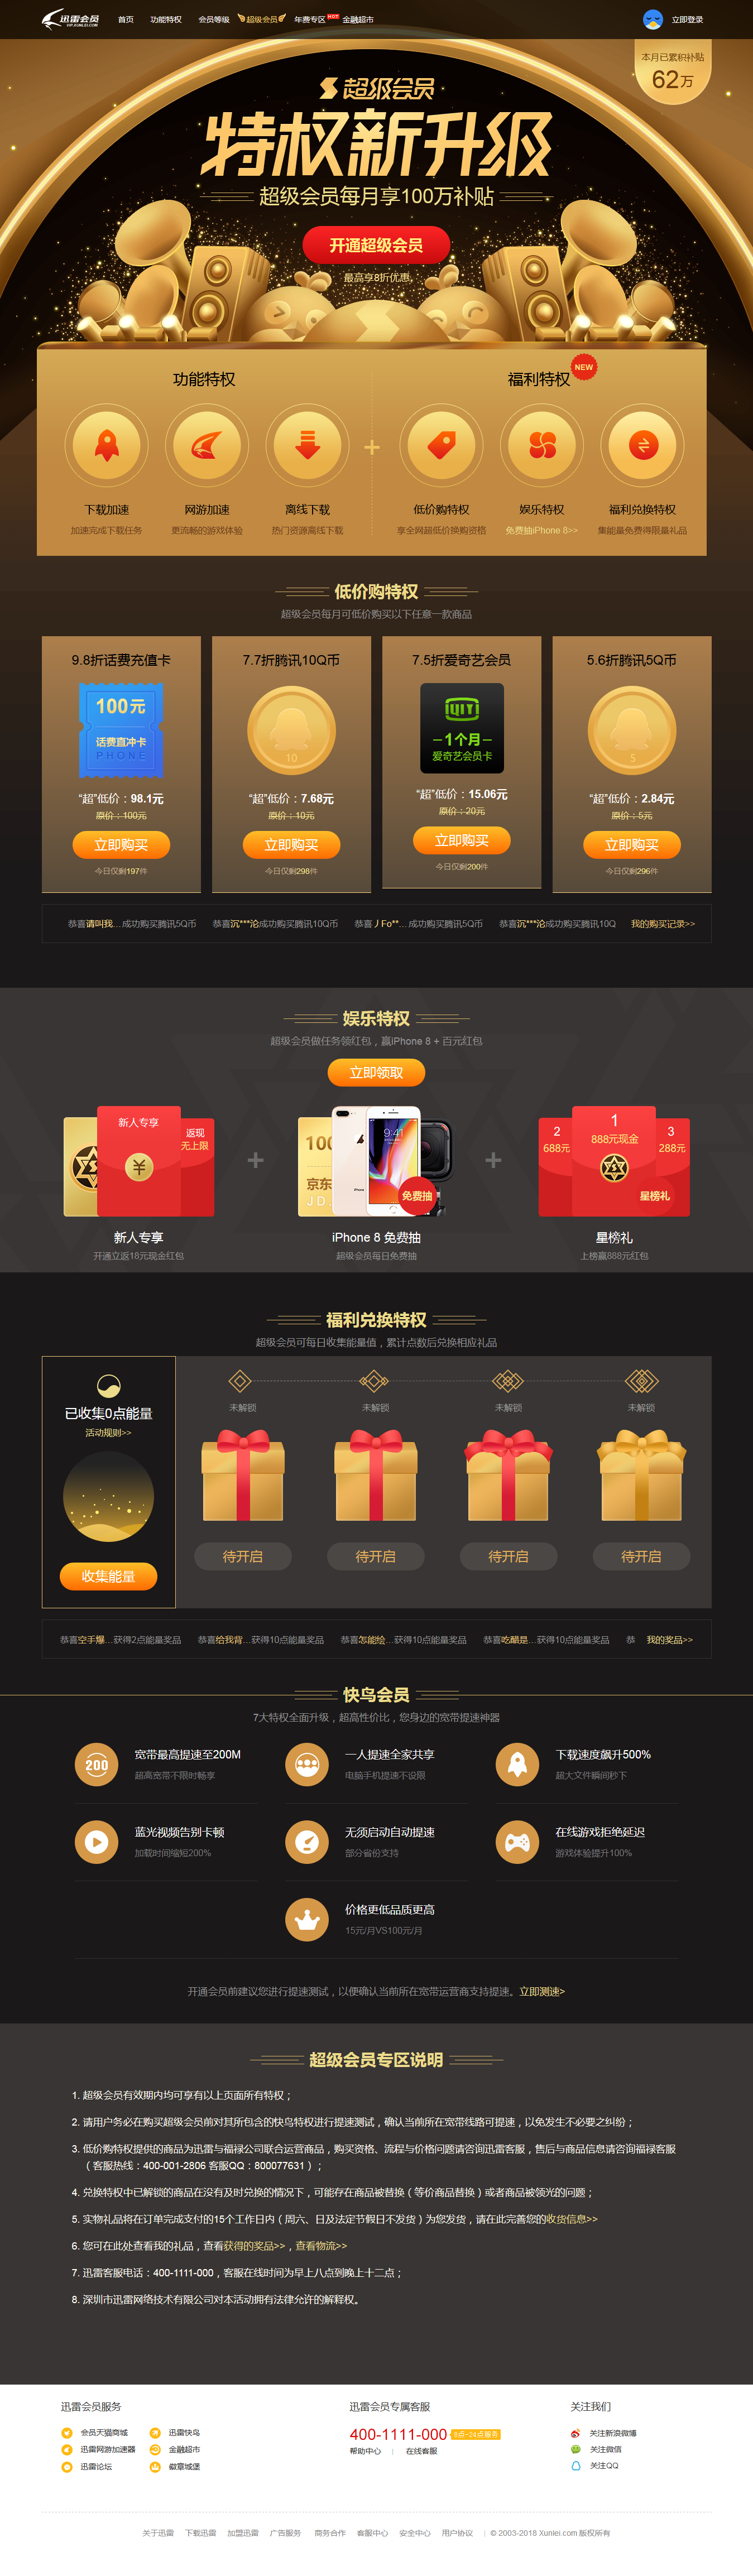 迅雷会员 首页 功能特权 会员等级 超级会员 年费专区 HOT 金融超市 立即登录
VIP.XUNLEI.COM
本月已累积补贴
62万
超级会员
特权新升级
超级会员每月享100万补贴
开通超级会员
最高享8折优惠
功能特权
福利特权 NEW
下载加速 网游加速 离线下载 低价购特权 娱乐特权 福利兑换特权
加速完成下载任务 更流畅的游戏体验 热门资源离线下载 享全网超低价换购资格 免费抽iPhone 8>> 集能量免费得限量礼品
低价购特权
超级会员每月可低价购买以下任意一款商品
9.8折话费充值卡 7.7折腾讯10Q币 7.5折爱奇艺会员 5.6折腾讯5Q币
100元
话费直冲卡
PHONE
10
QIYI
1个月
爱奇艺会员卡
5
“超”低价：98.1元 “超”低价：7.68元 “超”低价：15.06元 “超”低价：2.84元
原价：100元 原价：10元 原价：20元 原价：5元
立即购买 立即购买 立即购买 立即购买
今日仅剩197件 今日仅剩298件 今日仅剩200件 今日仅剩296件
恭喜请叫我...成功购买腾讯5Q币 恭喜沉***沦成功购买腾讯10Q币 恭喜丿Fo**...成功购买腾讯5Q币 恭喜沉***沦成功购买腾讯10Q 我的购买记录>>
娱乐特权
超级会员做任务领红包，赢iPhone 8 + 百元红包
立即领取
新人专享
返现
无上限
100
京东
JD
9:41
iPhone
免费抽
2
688元
1
888元现金
3
288元
星榜礼
新人专享 iPhone 8 免费抽 星榜礼
开通立返18元现金红包 超级会员每日免费抽 上榜赢888元红包
福利兑换特权
超级会员可每日收集能量值，累计点数后兑换相应礼品
已收集0点能量
活动规则>>
收集能量
未解锁 未解锁 未解锁 未解锁
待开启 待开启 待开启 待开启
恭喜空手爆...获得2点能量奖品 恭喜给我背...获得10点能量奖品 恭喜怎能绘...获得10点能量奖品 恭喜吃醋是...获得10点能量奖品 恭 我的奖品>>
快鸟会员
7大特权全面升级，超高性价比，您身边的宽带提速神器
200
宽带最高提速至200M 一人提速全家共享 下载速度飙升500%
超高宽带不限时畅享 电脑手机提速不设限 超大文件瞬间秒下
蓝光视频告别卡顿 无须启动自动提速 在线游戏拒绝延迟
加载时间缩短200% 部分省份支持 游戏体验提升100%
价格更低品质更高
15元/月VS100元/月
开通会员前建议您进行提速测试，以便确认当前所在宽带运营商支持提速。立即测速>
超级会员专区说明
1. 超级会员有效期内均可享有以上页面所有特权；
2. 请用户务必在购买超级会员前对其所包含的快鸟特权进行提速测试，确认当前所在宽带线路可提速，以免发生不必要之纠纷；
3. 低价购特权提供的商品为迅雷与福禄公司联合运营商品，购买资格、流程与价格问题请咨询迅雷客服，售后与商品信息请咨询福禄客服
（客服热线：400-001-2806 客服QQ：800077631）；
4. 兑换特权中已解锁的商品在没有及时兑换的情况下，可能存在商品被替换（等价商品替换）或者商品被领光的问题；
5. 实物礼品将在订单完成支付的15个工作日内（周六、日及法定节假日不发货）为您发货，请在此完善您的收货信息>>
6. 您可在此处查看我的礼品，查看获得的奖品>>，查看物流>>
7. 迅雷客服电话：400-1111-000，客服在线时间为早上八点到晚上十二点；
8. 深圳市迅雷网络技术有限公司对本活动拥有法律允许的解释权。
迅雷会员服务 迅雷会员专属客服 关注我们
会员天猫商城 迅雷快鸟
迅雷网游加速器 金融超市
迅雷论坛 徽章城堡
400-1111-000 8点-24点服务
帮助中心 | 在线客服
关注新浪微博
关注微信
关注QQ
关于迅雷 下载迅雷 加盟迅雷 广告服务 商务合作 客服中心 安全中心 用户协议 | © 2003-2018 Xunlei.com 版权所有